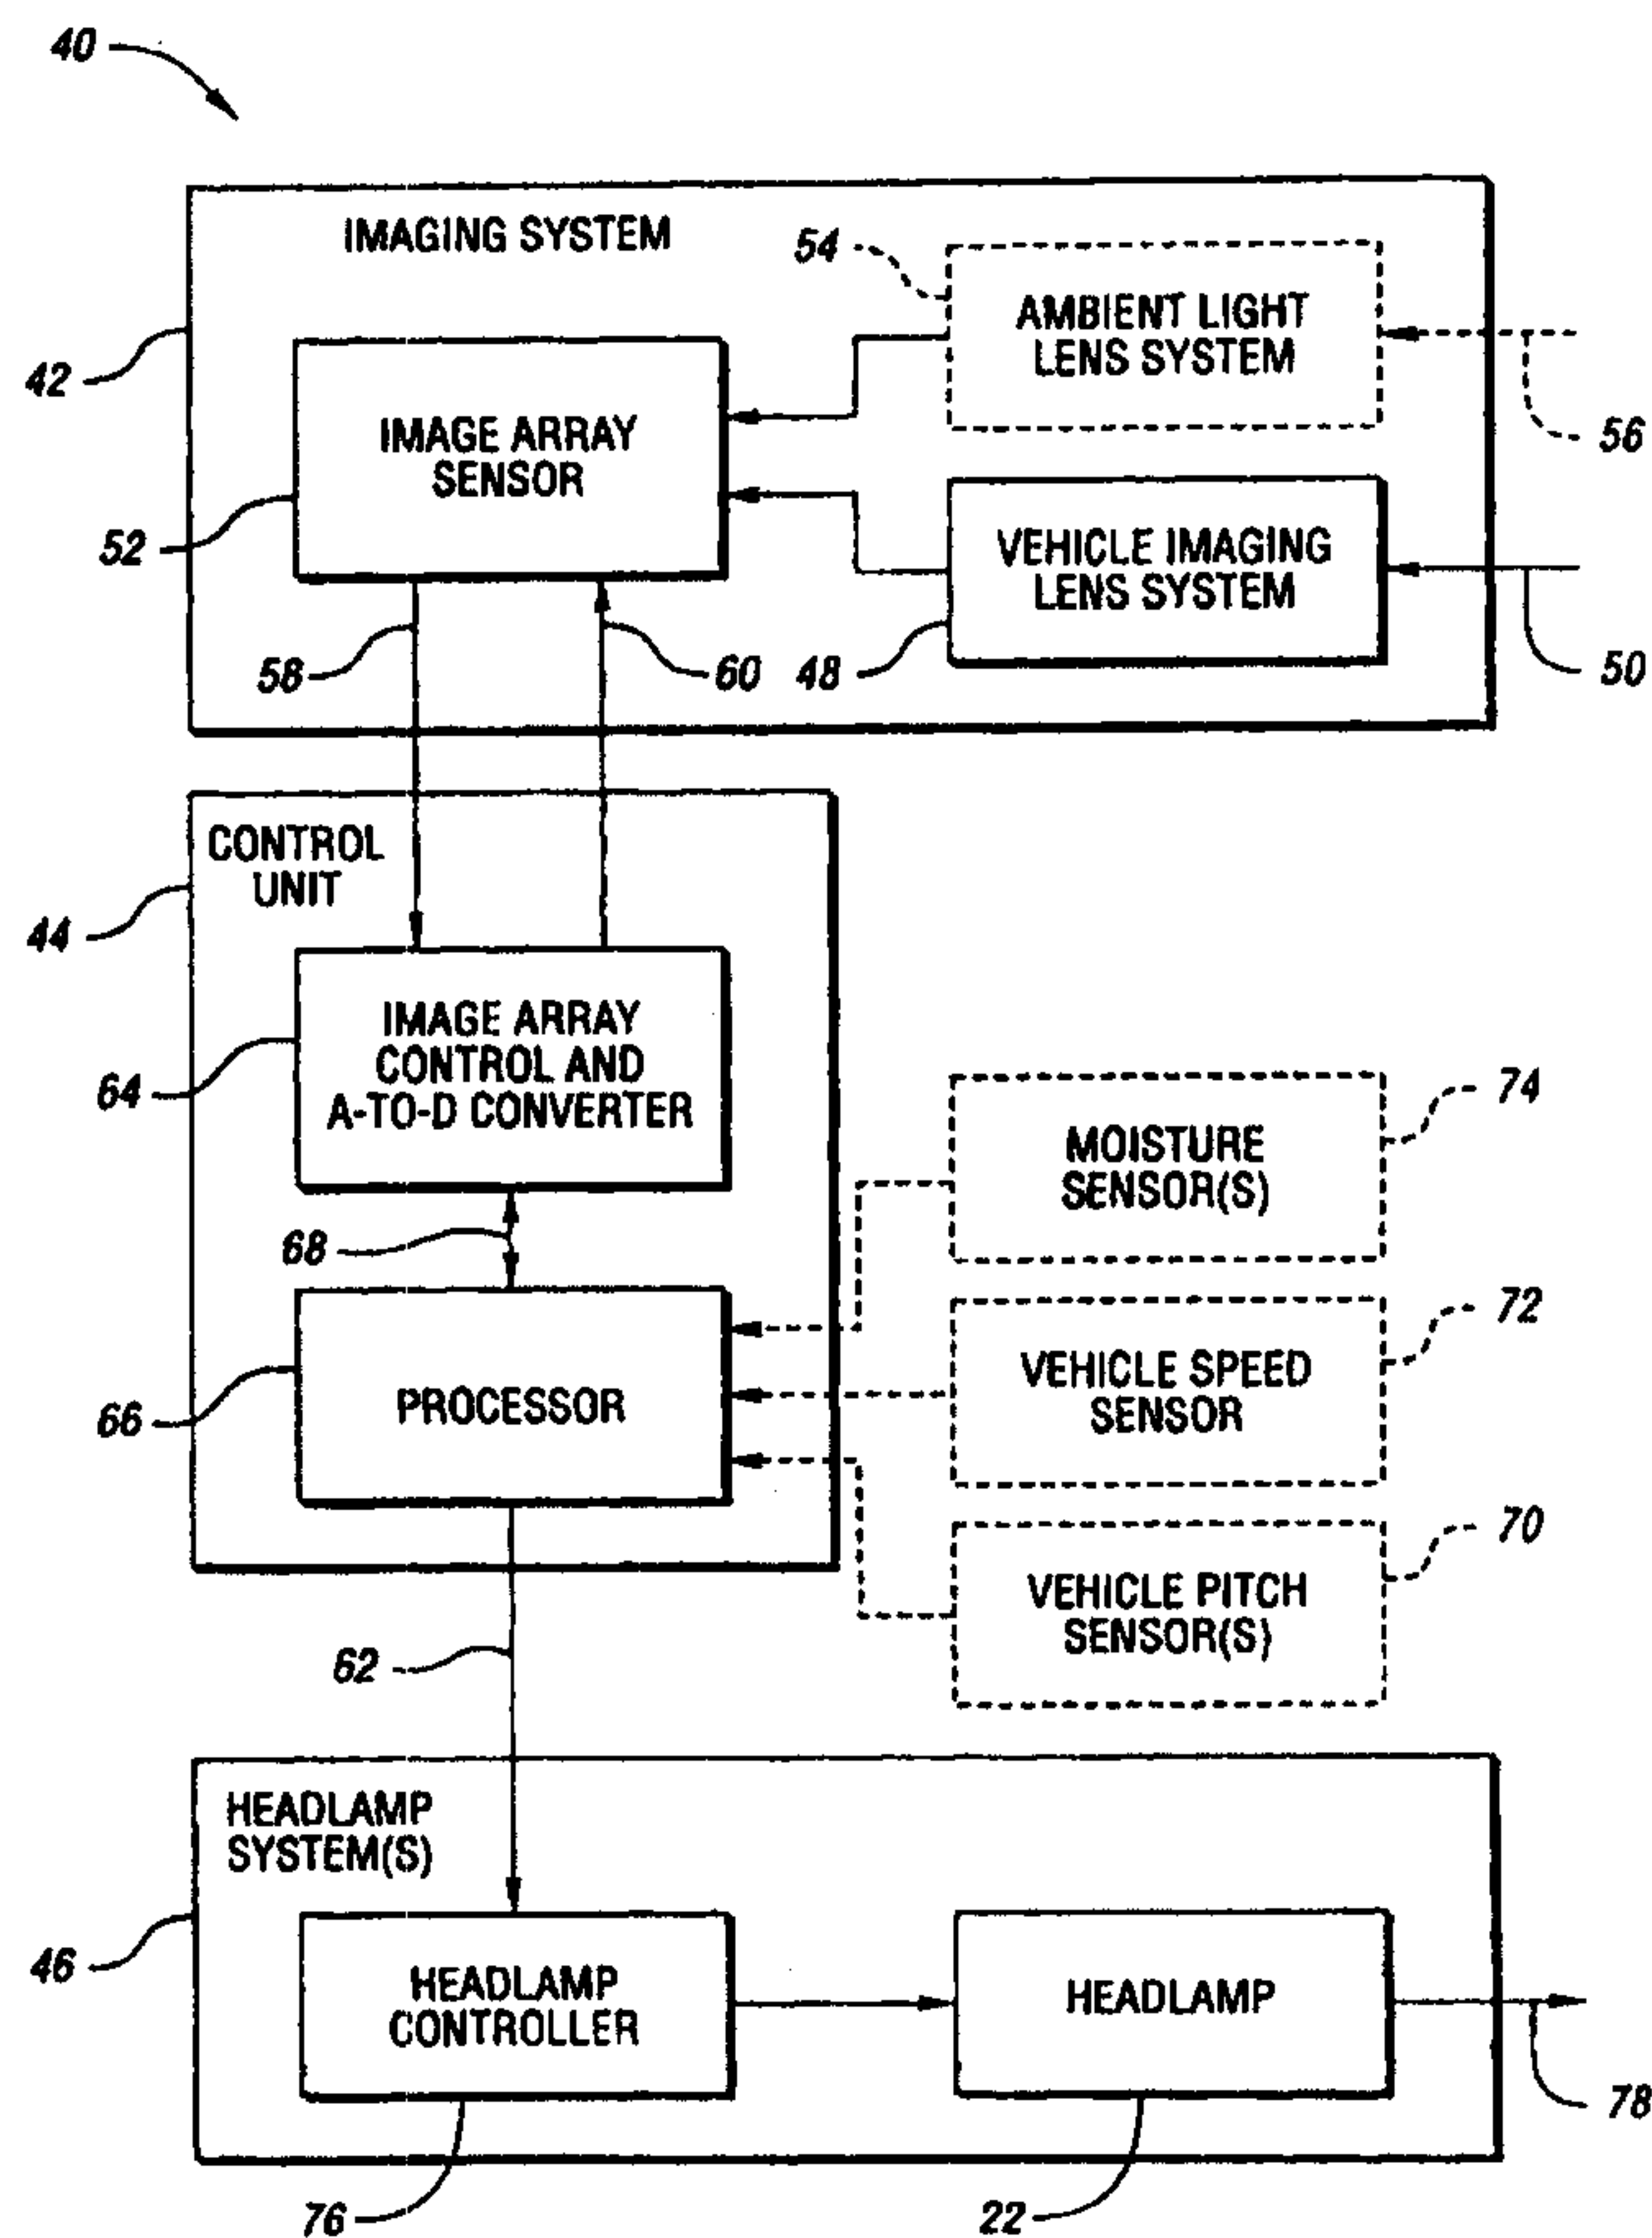 40
IMAGING SYSTEM
54
AMBIENT LIGHT
LENS SYSTEM
42
56
IMAGE ARRAY
SENSOR
52
VEHICLE IMAGING
LENS SYSTEM
58
60
48
50
CONTROL
UNIT
44
IMAGE ARRAY
CONTROL AND
A-TO-D CONVERTER
64
74
MOISTURE
SENSOR(S)
68
72
VEHICLE SPEED
SENSOR
PROCESSOR
66
70
VEHICLE PITCH
SENSOR(S)
62
HEADLAMP
SYSTEM(S)
46
HEADLAMP
CONTROLLER
HEADLAMP
78
76
22